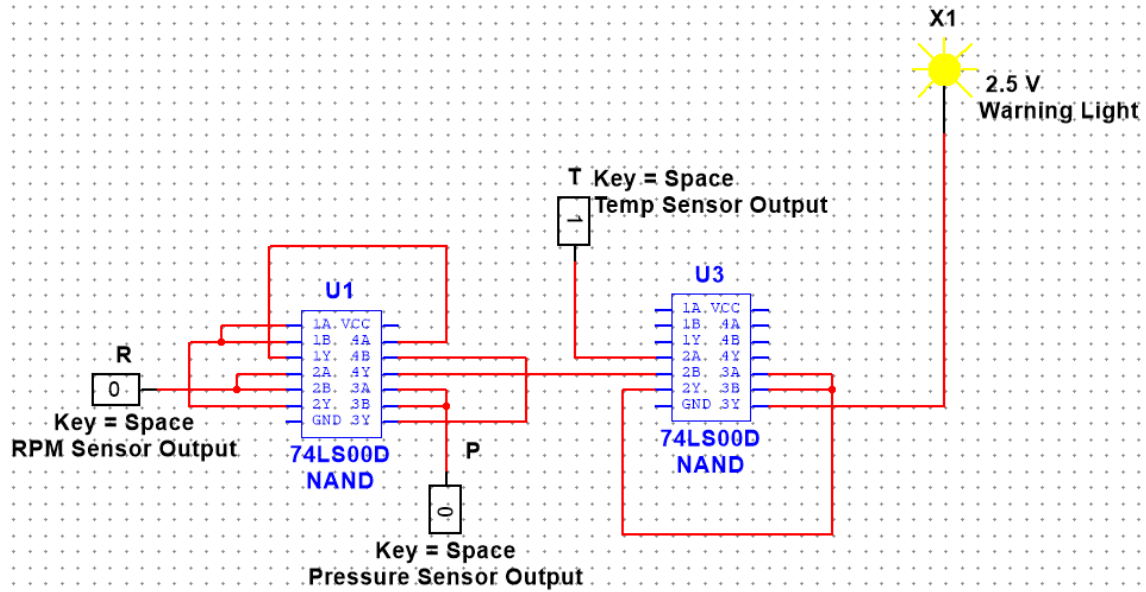 X1
2.5 V
Warning Light
T Key = Space
Temp Sensor Output
1
U3
1A VCC
1B 4A
1Y 4B
2A 4Y
2B 3A
2Y 3B
GND 3Y
74LS00D
NAND
U1
1A VCC
1B 4A
1Y 4B
2A 4Y
2B 3A
2Y 3B
GND 3Y
74LS00D
NAND
R
0
Key = Space
RPM Sensor Output
P
0
Key = Space
Pressure Sensor Output